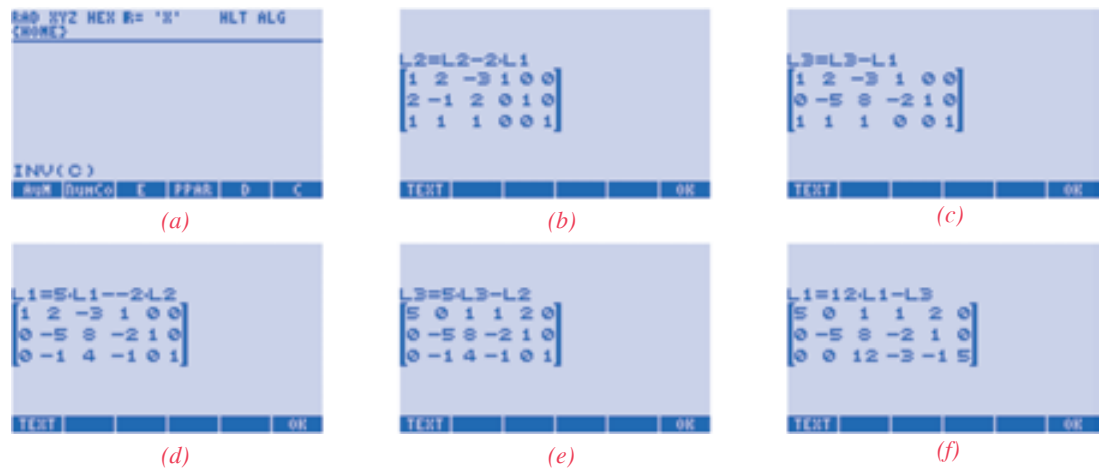 RAD XYZ HEX R= 'X' HLT ALG
{HOME}
INV(C)
AVM NumCo E PPAR D C
(a)
L2=L2-2·L1
1 2 -3 1 0 0
2 -1 2 0 1 0
1 1 1 0 0 1
TEXT OK
(b)
L3=L3-L1
1 2 -3 1 0 0
0 -5 8 -2 1 0
1 1 1 0 0 1
TEXT OK
(c)
L1=5·L1--2·L2
1 2 -3 1 0 0
0 -5 8 -2 1 0
0 -1 4 -1 0 1
TEXT OK
(d)
L3=5·L3-L2
5 0 1 1 2 0
0 -5 8 -2 1 0
0 -1 4 -1 0 1
TEXT OK
(e)
L1=12·L1-L3
5 0 1 1 2 0
0 -5 8 -2 1 0
0 0 12 -3 -1 5
TEXT OK
(f)